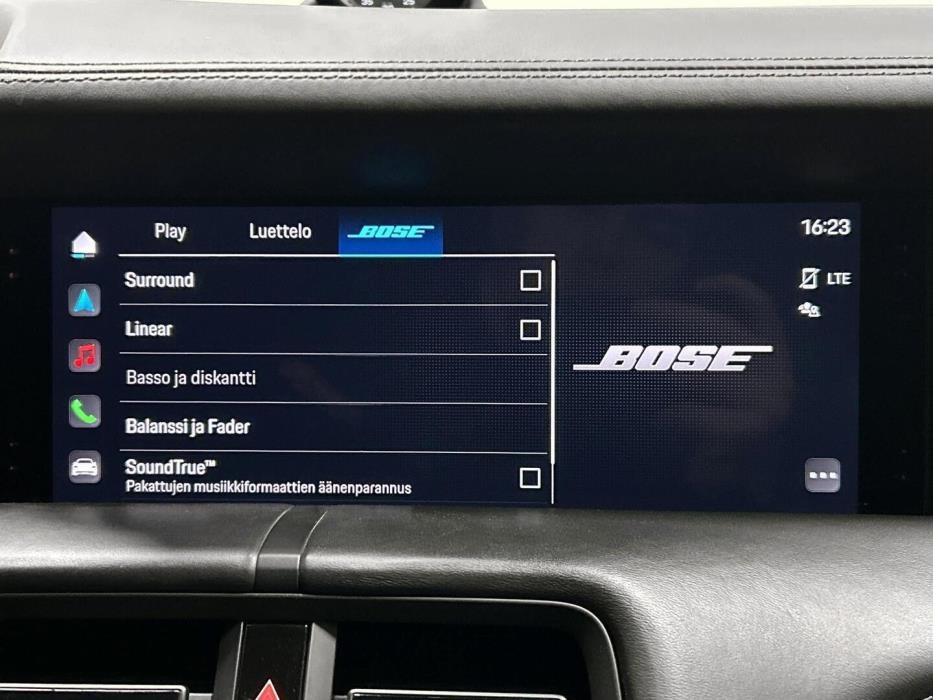 Play Luettelo BOSE
16:23
LTE
Surround
Linear
BOSE
Basso ja diskantti
Balanssi ja Fader
SoundTrue™
Pakattujen musiikkiformaattien äänenparannus